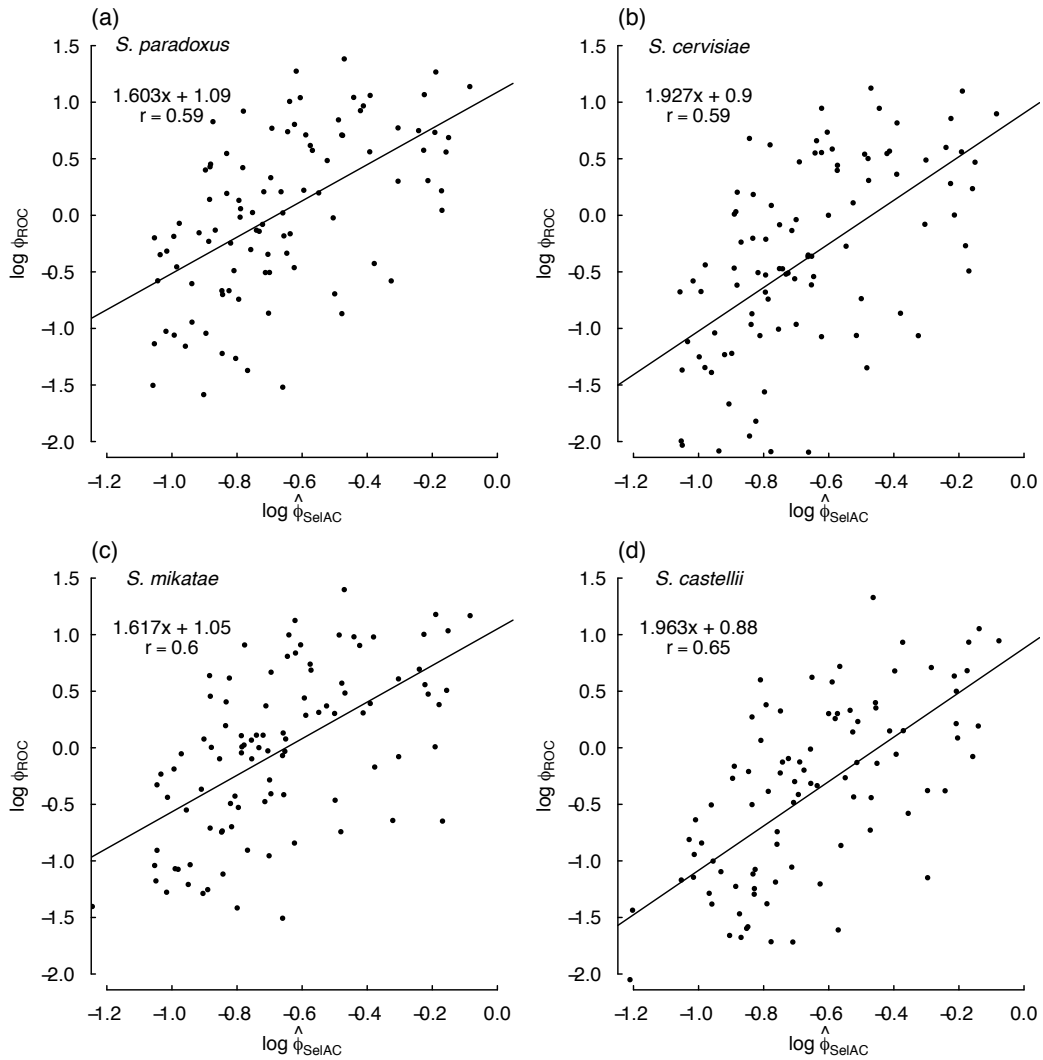 (a)
S. paradoxus
1.603x + 1.09
r = 0.59
1.5
1.0
0.5
0.0
−0.5
−1.0
−1.5
−2.0
log ϕROC
−1.2 −1.0 −0.8 −0.6 −0.4 −0.2 0.0
log ϕ̂SelAC
(b)
S. cervisiae
1.927x + 0.9
r = 0.59
1.5
1.0
0.5
0.0
−0.5
−1.0
−1.5
−2.0
log ϕROC
−1.2 −1.0 −0.8 −0.6 −0.4 −0.2 0.0
log ϕ̂SelAC
(c)
S. mikatae
1.617x + 1.05
r = 0.6
1.5
1.0
0.5
0.0
−0.5
−1.0
−1.5
−2.0
log ϕROC
−1.2 −1.0 −0.8 −0.6 −0.4 −0.2 0.0
log ϕ̂SelAC
(d)
S. castellii
1.963x + 0.88
r = 0.65
1.5
1.0
0.5
0.0
−0.5
−1.0
−1.5
−2.0
log ϕROC
−1.2 −1.0 −0.8 −0.6 −0.4 −0.2 0.0
log ϕ̂SelAC